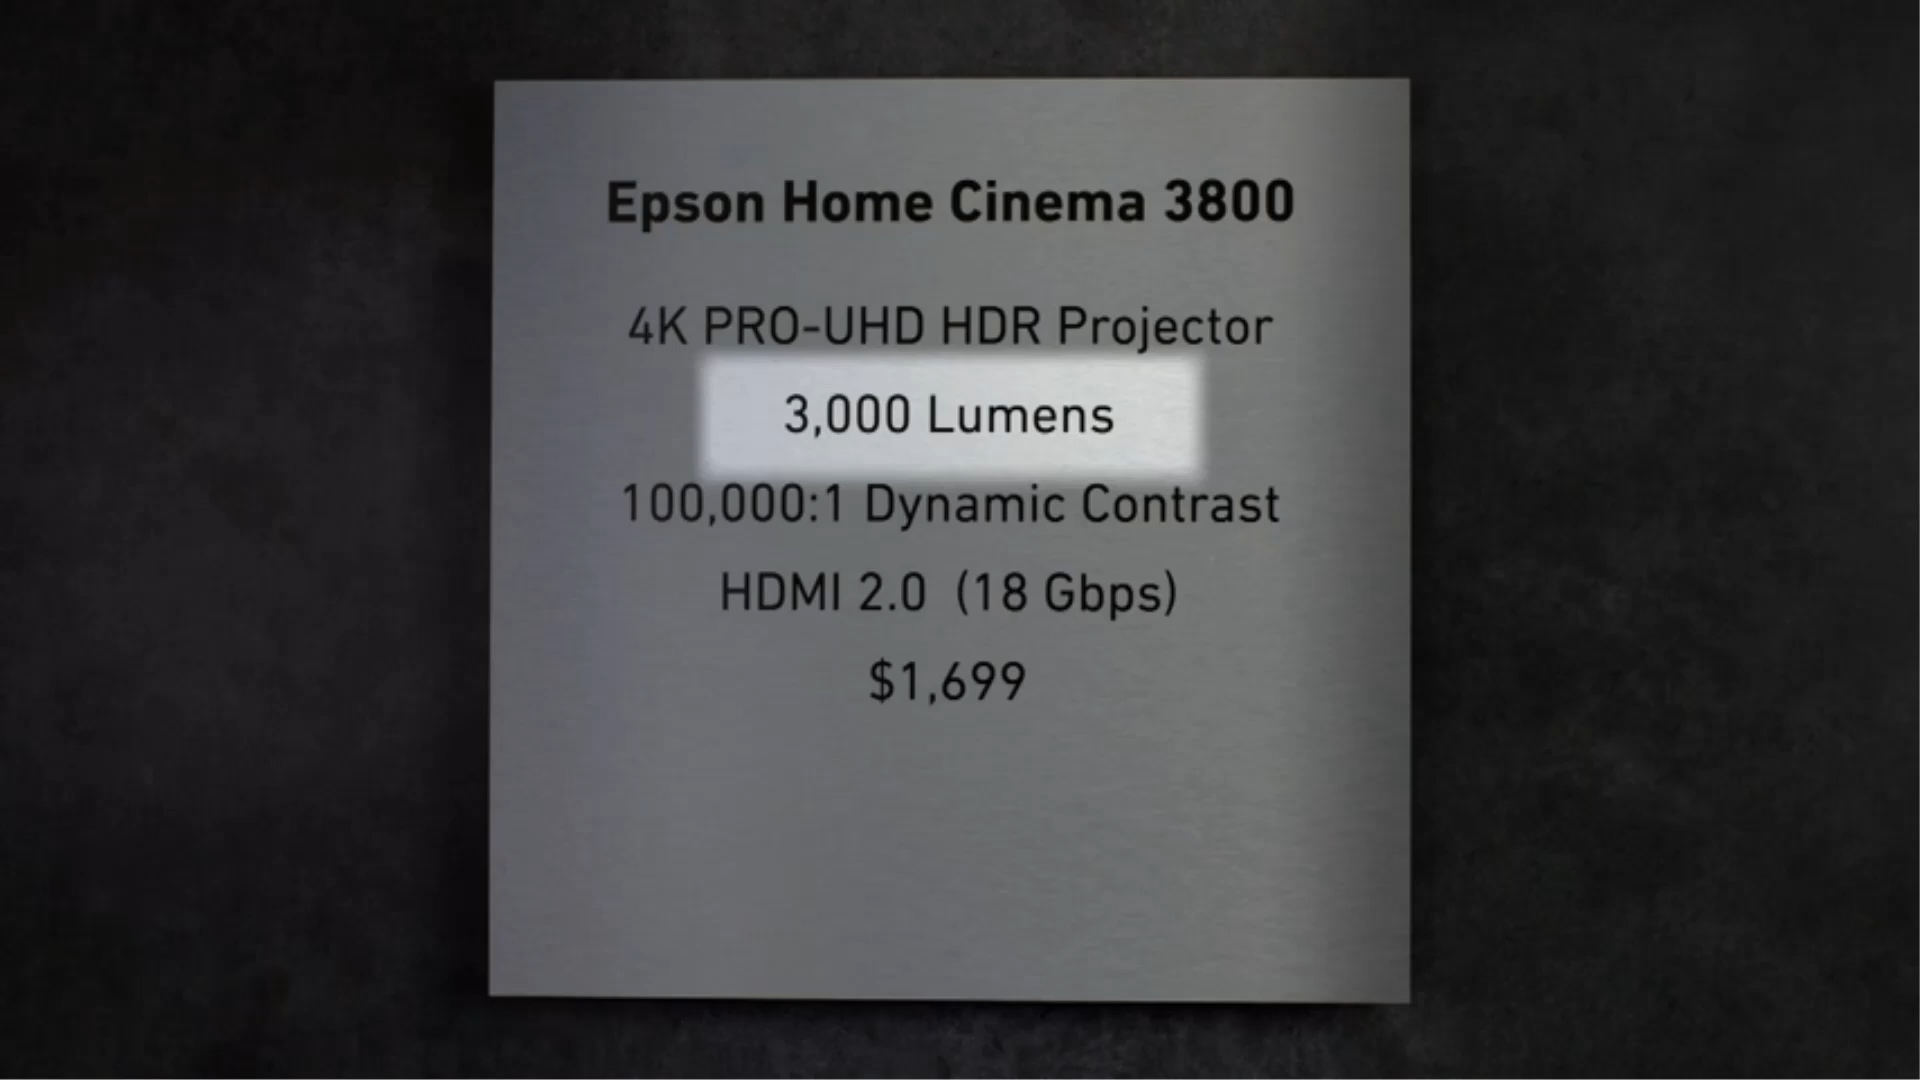 Epson Home Cinema 3800
4K PRO-UHD HDR Projector
3,000 Lumens
100,000:1 Dynamic Contrast
HDMI 2.0 (18 Gbps)
$1,699